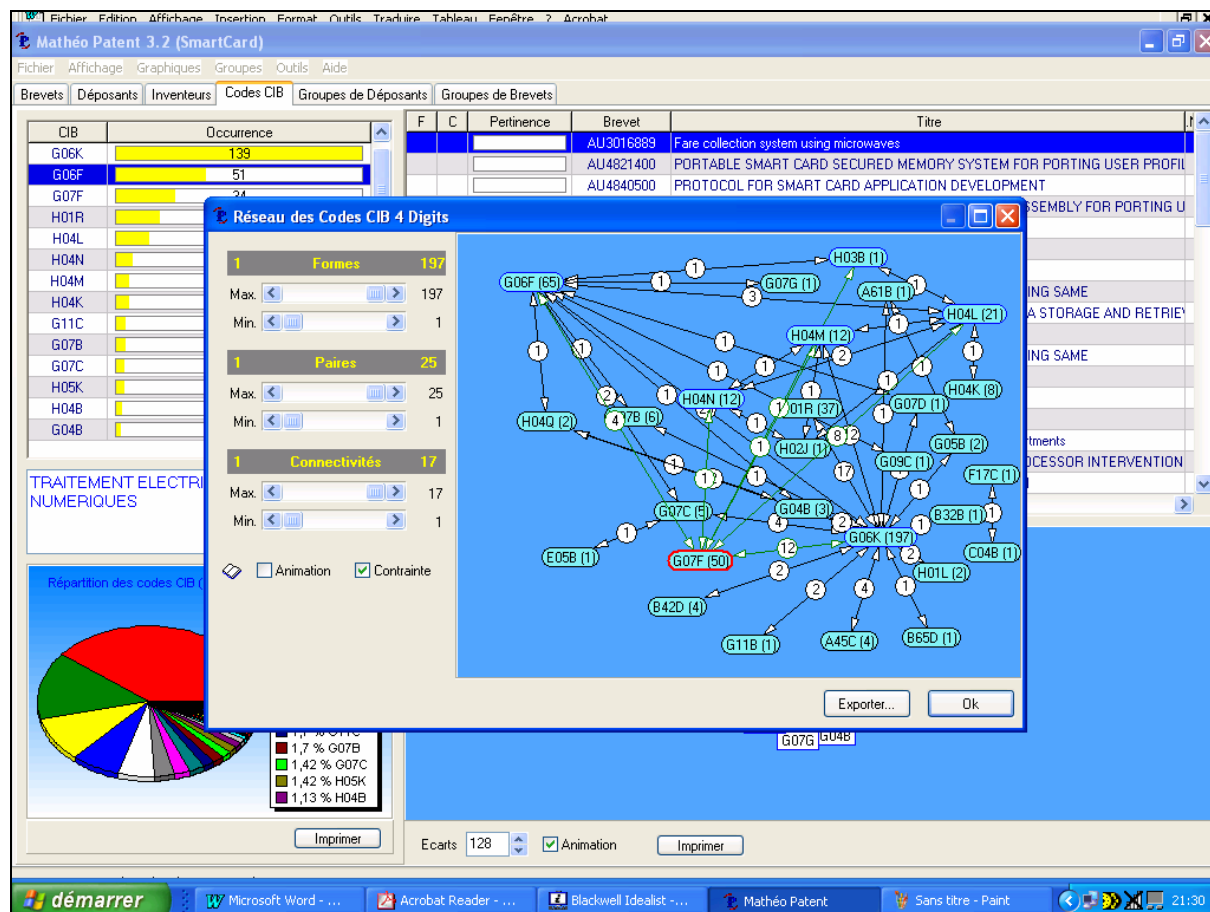 Fichier Edition Affichage Insertion Format Outils Traduire Tableau Fenêtre ? Acrobat
Mathéo Patent 3.2 (SmartCard)
Fichier Affichage Graphiques Groupes Outils Aide
Brevets Déposants Inventeurs Codes CIB Groupes de Déposants Groupes de Brevets
CIB Occurrence
G06K 139
G06F 51
G07F 34
H01R
H04L
H04N
H04M
H04K
G11C
G07B
G07C
H05K
H04B
G04B
F C Pertinence Brevet Titre
AU3016889 Fare collection system using microwaves
AU4821400 PORTABLE SMART CARD SECURED MEMORY SYSTEM FOR PORTING USER PROFIL
AU4840500 PROTOCOL FOR SMART CARD APPLICATION DEVELOPMENT
SSEMBLY FOR PORTING U
ING SAME
A STORAGE AND RETRIEV
ING SAME
rtments
OCESSOR INTERVENTION
TRAITEMENT ELECTRI
NUMERIQUES
Réseau des Codes CIB 4 Digits
1 Formes 197
Max. 197
Min. 1
1 Paires 25
Max. 25
Min. 1
1 Connectivités 17
Max. 17
Min. 1
Animation Contrainte
H03B (1)
G06F (65)
G07G (1)
A61B (1)
H04L (21)
H04M (12)
H04K (8)
H04N (12)
01R (37)
G07D (1)
H04Q (2)
07B (6)
H02J (1)
G05B (2)
G09C (1)
F17C (1)
G07C (5)
G04B (3)
B32B (1)
G06K (197)
E05B (1)
G07F (50)
12
C04B (1)
H01L (2)
B42D (4)
G11B (1)
A45C (4)
B65D (1)
Exporter... Ok
Répartition des codes CIB (
1,7 % G07B
1,42 % G07C
1,42 % H05K
1,13 % H04B
Imprimer
G07G G04B
Ecarts 128 Animation Imprimer
démarrer Microsoft Word - ... Acrobat Reader - ... Blackwell Idealist -... Mathéo Patent Sans titre - Paint 21:30